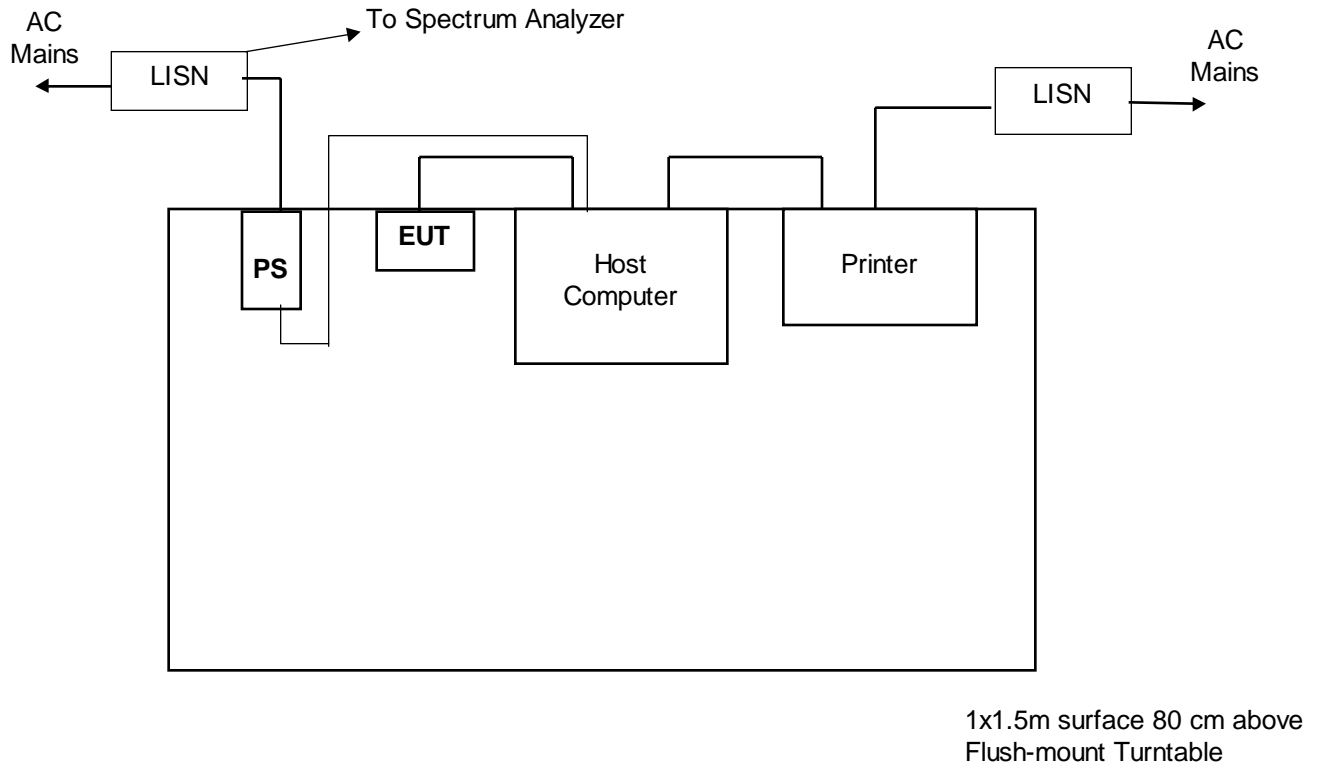 AC
Mains
LISN
To Spectrum Analyzer
LISN
AC
Mains
PS
EUT
Host
Computer
Printer
1x1.5m surface 80 cm above
Flush-mount Turntable